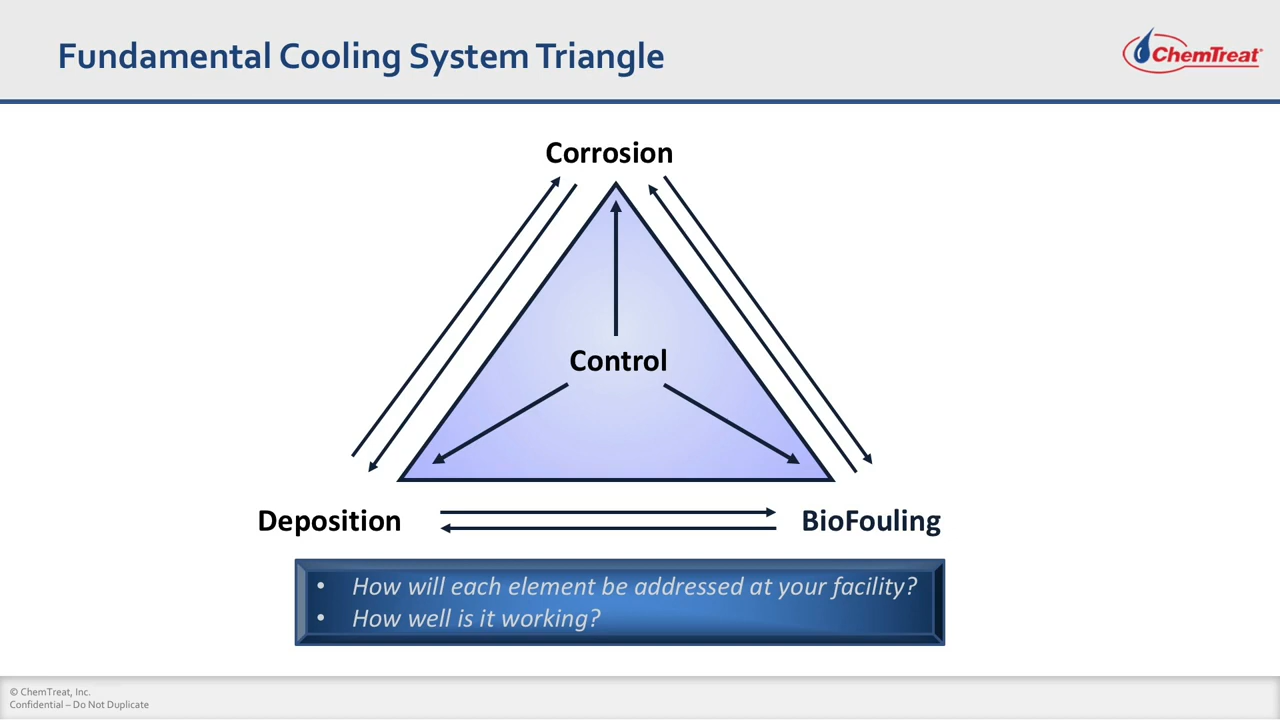 Fundamental Cooling System Triangle
ChemTreat®
Corrosion
Control
Deposition
BioFouling
• How will each element be addressed at your facility?
• How well is it working?
© ChemTreat, Inc.
Confidential – Do Not Duplicate